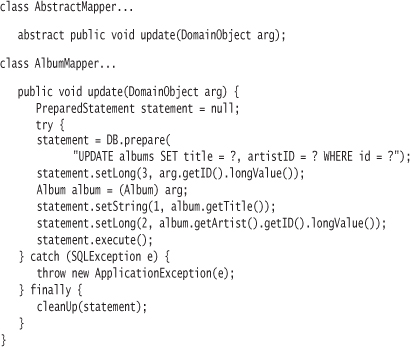 class AbstractMapper...
abstract public void update(DomainObject arg);
class AlbumMapper...
public void update(DomainObject arg) {
PreparedStatement statement = null;
try {
statement = DB.prepare(
"UPDATE albums SET title = ?, artistID = ? WHERE id = ?");
statement.setLong(3, arg.getID().longValue());
Album album = (Album) arg;
statement.setString(1, album.getTitle());
statement.setLong(2, album.getArtist().getID().longValue());
statement.execute();
} catch (SQLException e) {
throw new ApplicationException(e);
} finally {
cleanUp(statement);
}
}